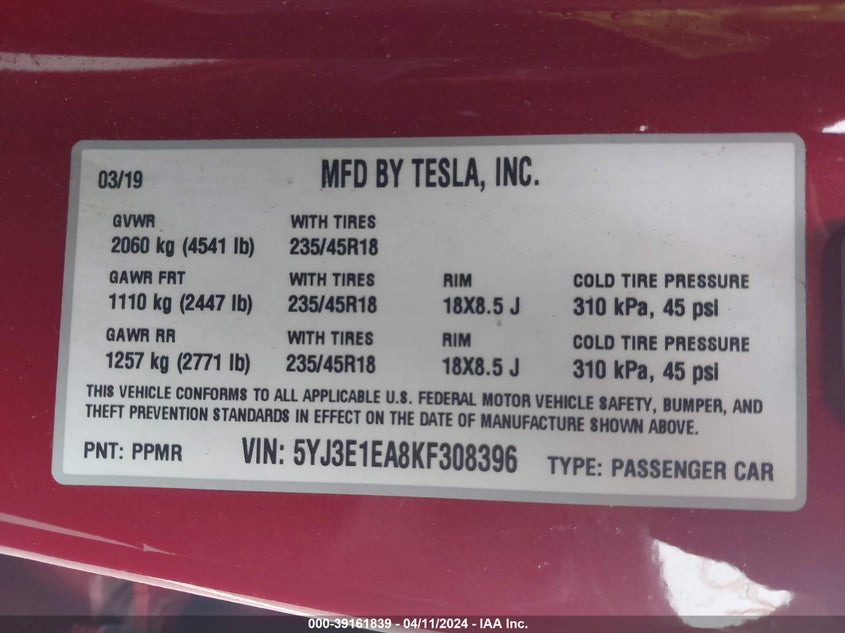 03/19 MFD BY TESLA, INC.
GVWR WITH TIRES
2060 kg (4541 lb) 235/45R18
GAWR FRT WITH TIRES RIM COLD TIRE PRESSURE
1110 kg (2447 lb) 235/45R18 18X8.5 J 310 kPa, 45 psi
GAWR RR WITH TIRES RIM COLD TIRE PRESSURE
1257 kg (2771 lb) 235/45R18 18X8.5 J 310 kPa, 45 psi
THIS VEHICLE CONFORMS TO ALL APPLICABLE U.S. FEDERAL MOTOR VEHICLE SAFETY, BUMPER, AND
THEFT PREVENTION STANDARDS IN EFFECT ON THE DATE OF MANUFACTURE SHOWN ABOVE.
PNT: PPMR VIN: 5YJ3E1EA8KF308396 TYPE: PASSENGER CAR
000-39161839 - 04/11/2024 - IAA Inc.